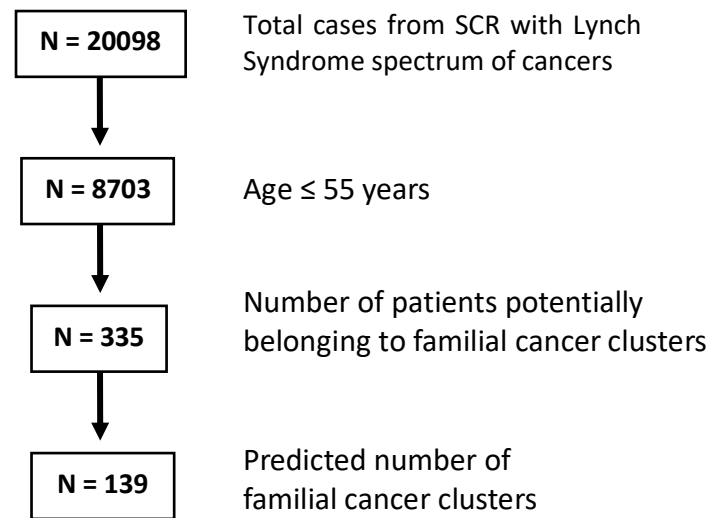 N = 20098
Total cases from SCR with Lynch
Syndrome spectrum of cancers
N = 8703
Age ≤ 55 years
N = 335
Number of patients potentially
belonging to familial cancer clusters
N = 139
Predicted number of
familial cancer clusters